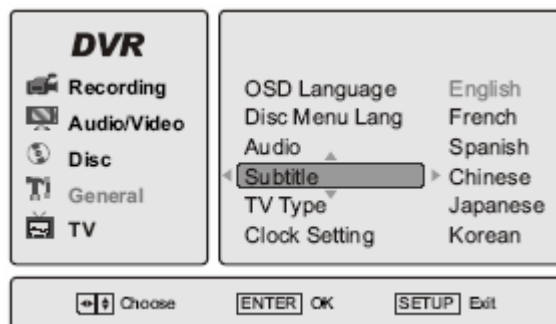 DVR
Recording
Audio/Video
Disc
General
TV
OSD Language English
Disc Menu Lang French
Audio Spanish
Subtitle Chinese
TV Type Japanese
Clock Setting Korean
Choose ENTER OK SETUP Exit